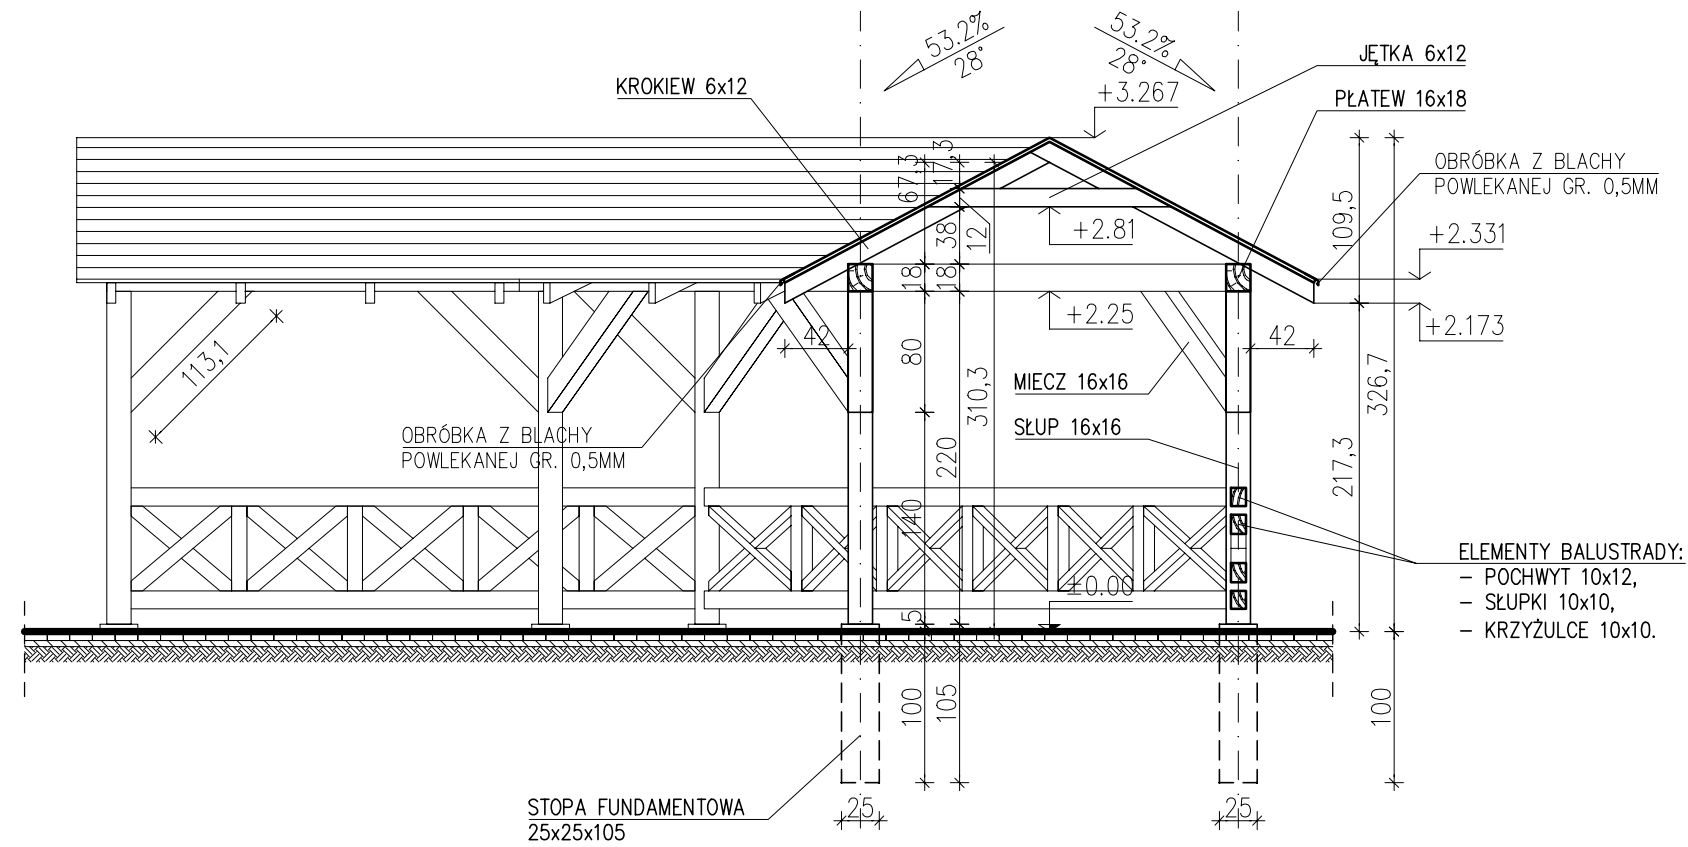 53.2%
28°
53.2%
28°
JĘTKA 6x12
KROKIEW 6x12
+3.267
PŁATEW 16x18
OBRÓBKA Z BLACHY
POWLEKANEJ GR. 0,5MM
67,3
17,3
109,5
+2.331
+2.81
38
12
18
18
+2.25
+2.173
42
42
113,1
80
310,3
326,7
MIECZ 16x16
SŁUP 16x16
OBRÓBKA Z BLACHY
POWLEKANEJ GR. 0,5MM
220
217,3
140
ELEMENTY BALUSTRADY:
– POCHWYT 10x12,
– SŁUPKI 10x10,
– KRZYŻULCE 10x10.
±0.00
5
100
105
100
STOPA FUNDAMENTOWA
25x25x105
25
25